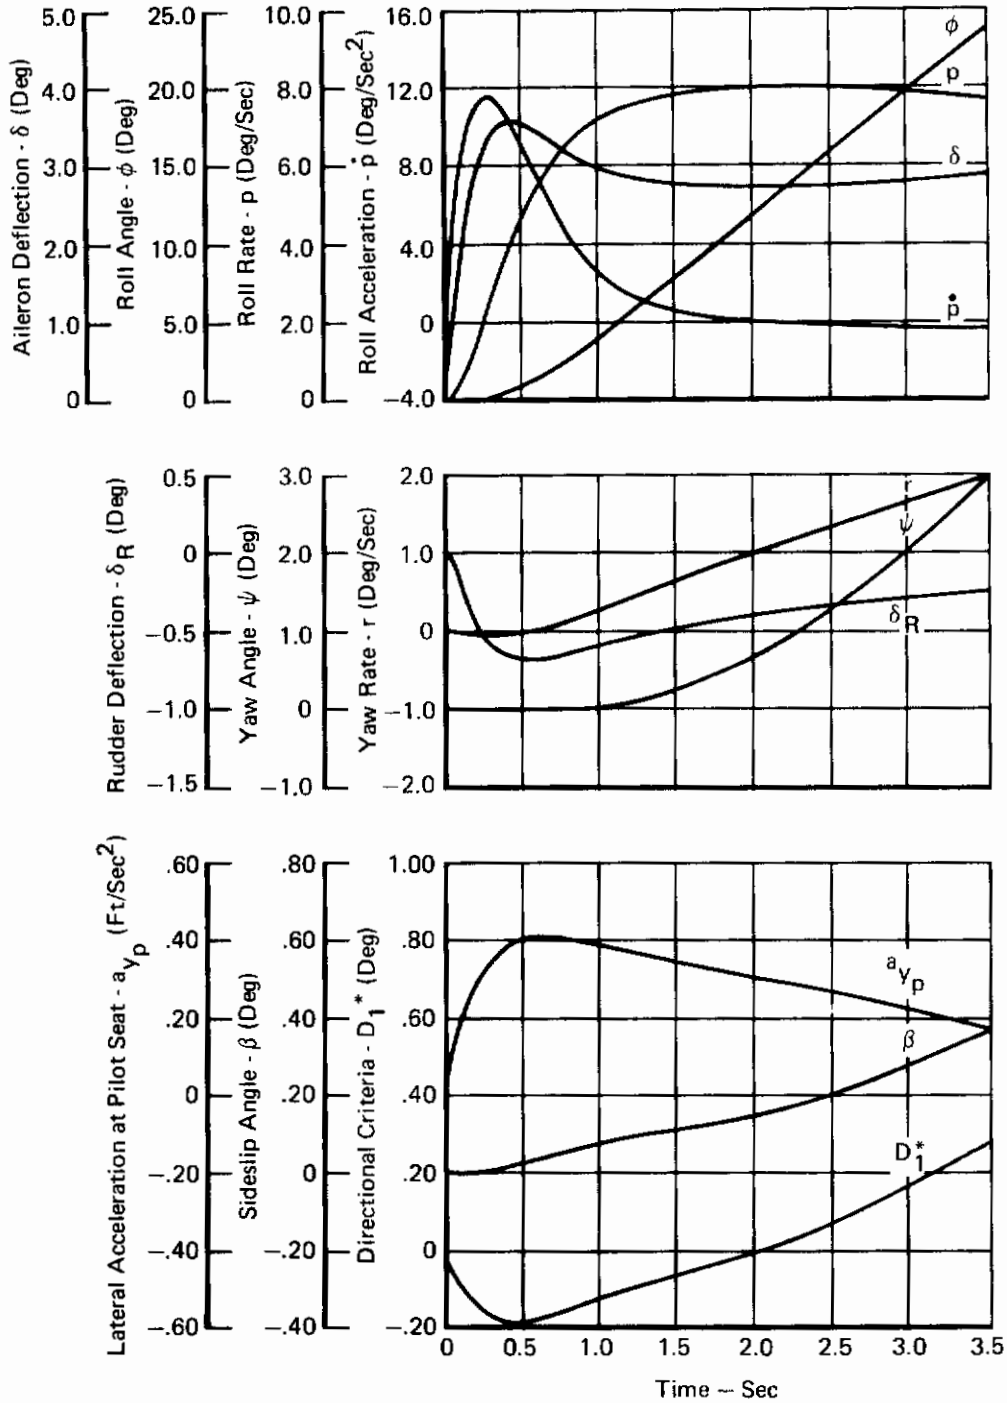 Aileron Deflection - δ (Deg)
5.0
4.0
3.0
2.0
1.0
0
Roll Angle - ϕ (Deg)
25.0
20.0
15.0
10.0
5.0
0
Roll Rate - p (Deg/Sec)
10.0
8.0
6.0
4.0
2.0
0
Roll Acceleration - ṗ (Deg/Sec²)
16.0
12.0
8.0
4.0
0
−4.0
ϕ
p
δ
ṗ
Rudder Deflection - δR (Deg)
0.5
0
−0.5
−1.0
−1.5
Yaw Angle - ψ (Deg)
3.0
2.0
1.0
0
−1.0
Yaw Rate - r (Deg/Sec)
2.0
1.0
0
−1.0
−2.0
r
ψ
δR
Lateral Acceleration at Pilot Seat - ayp (Ft/Sec²)
.60
.40
.20
0
−.20
−.40
−.60
Sideslip Angle - β (Deg)
.80
.60
.40
.20
0
−.20
−.40
Directional Criteria - D1* (Deg)
1.00
.80
.60
.40
.20
0
−.20
ayp
β
D1*
0 0.5 1.0 1.5 2.0 2.5 3.0 3.5
Time − Sec